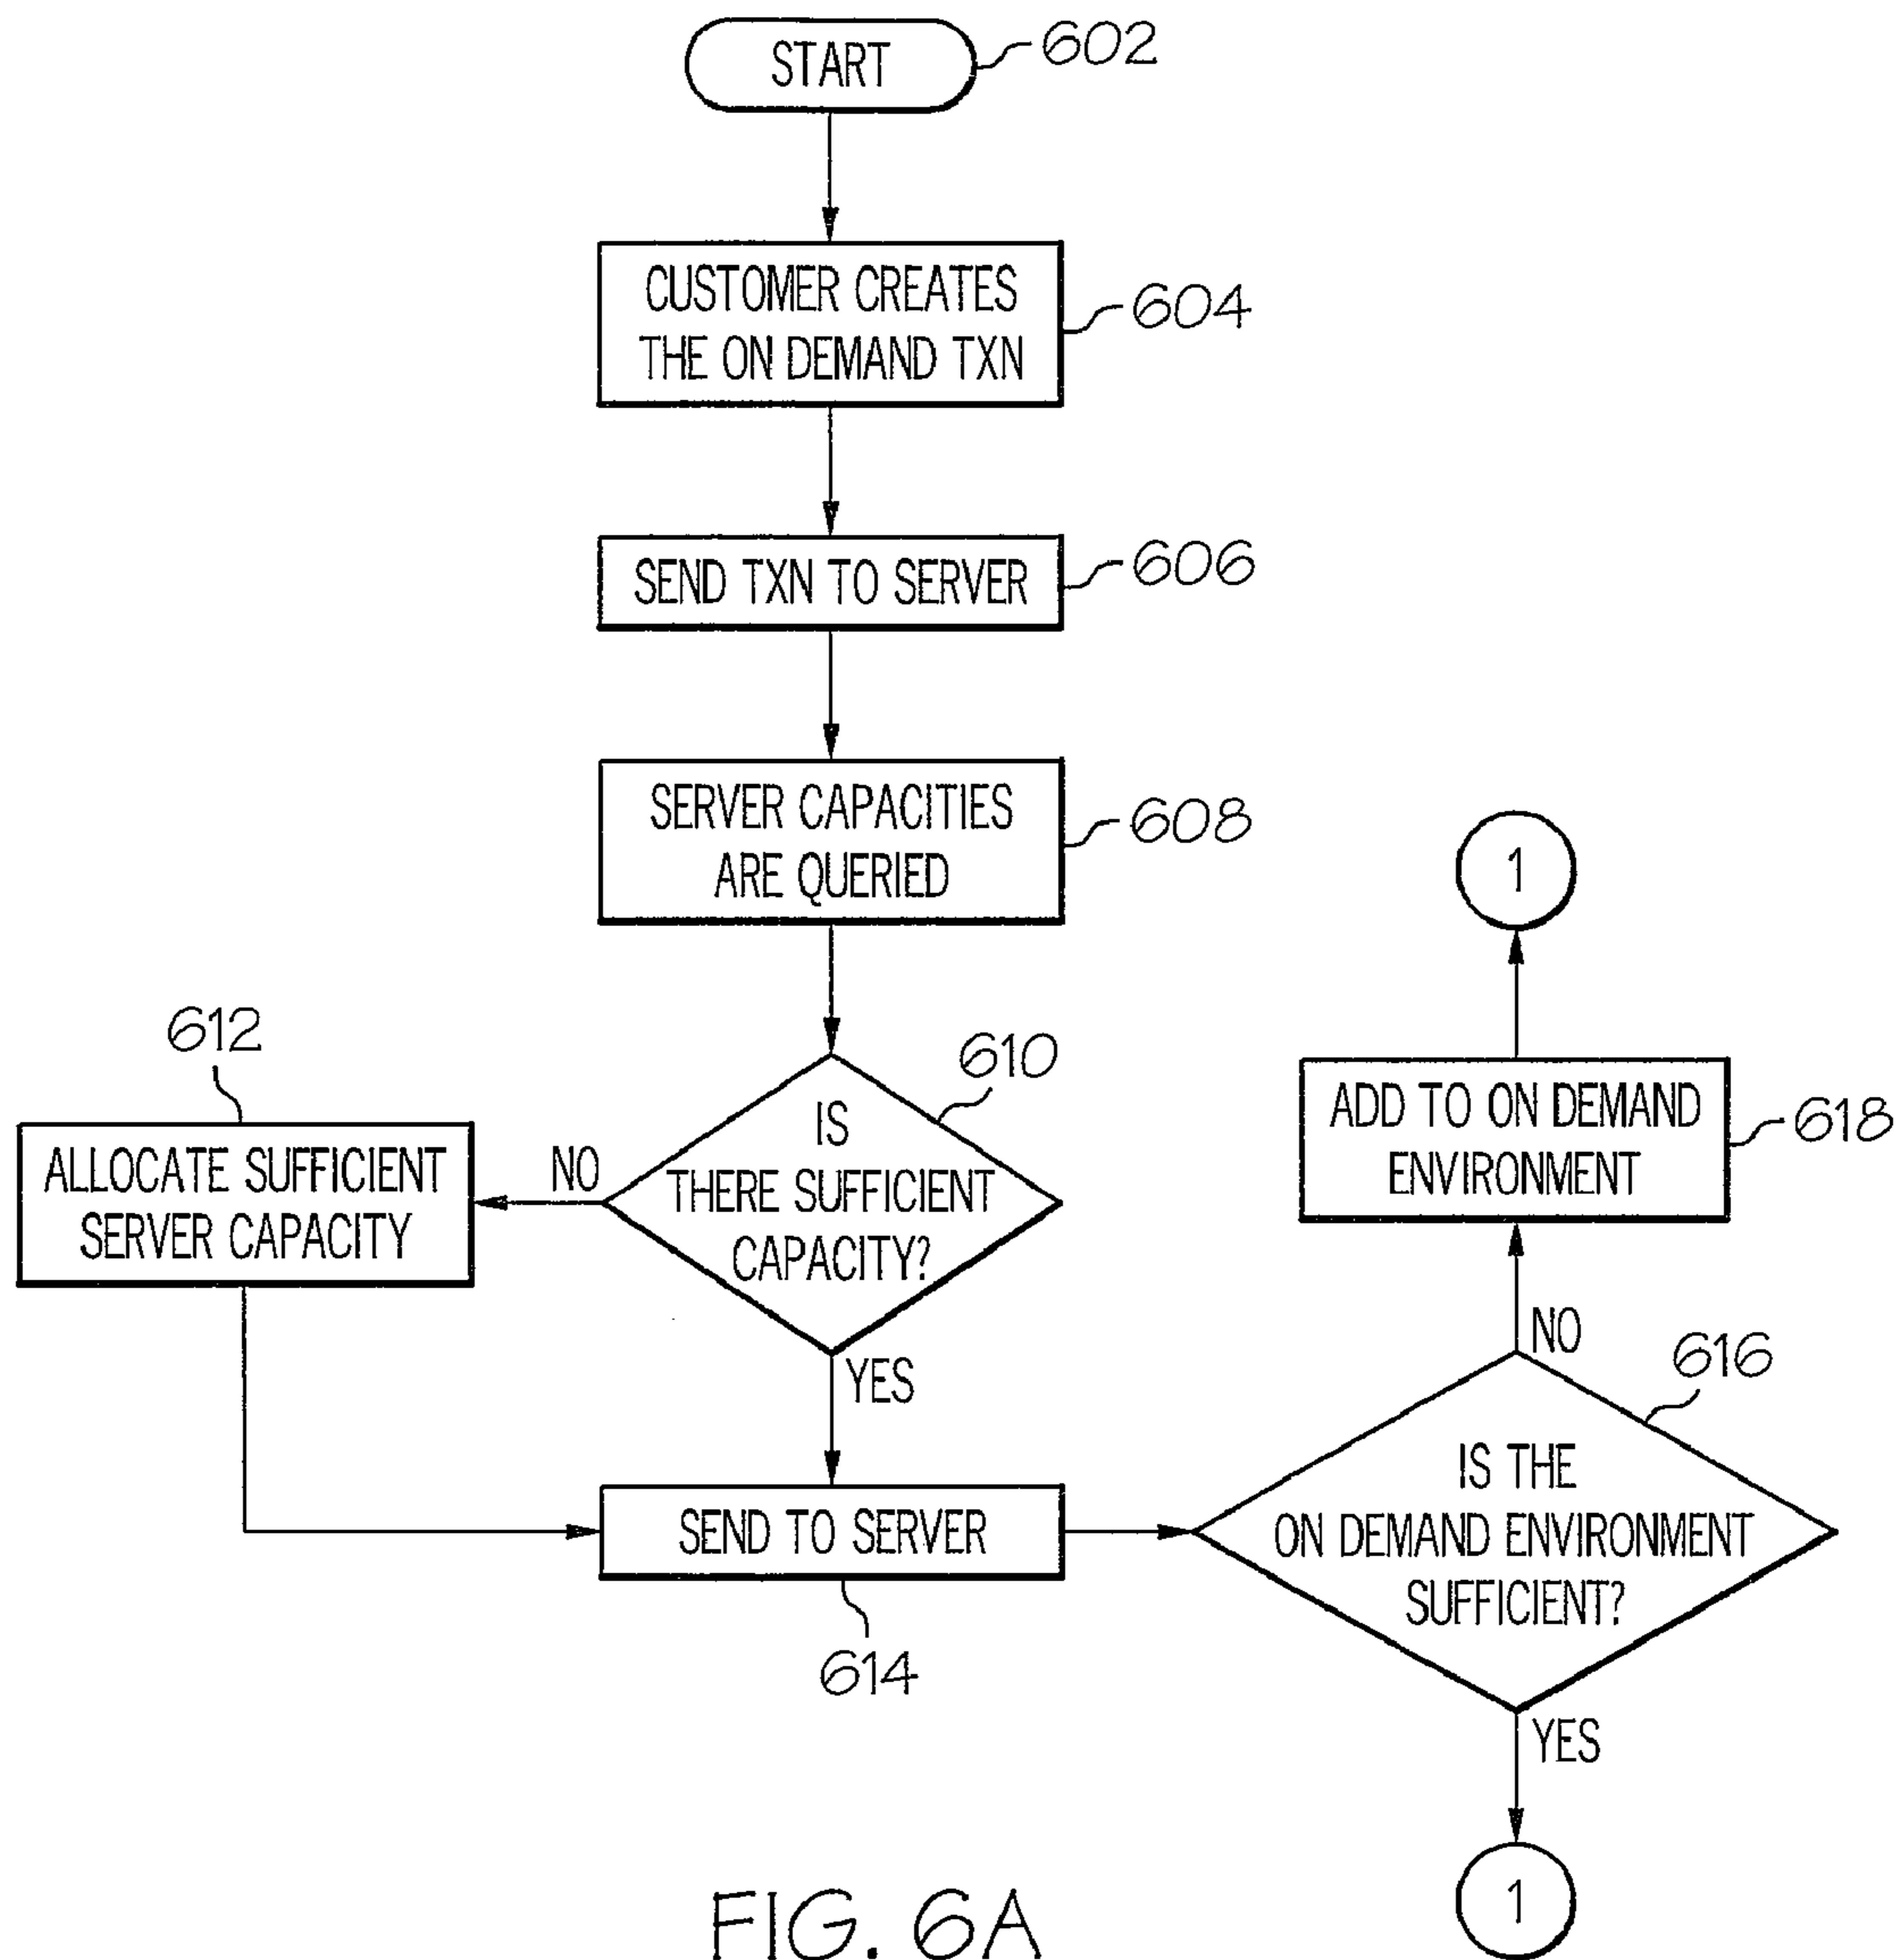 START
602
CUSTOMER CREATES
THE ON DEMAND TXN
604
SEND TXN TO SERVER
606
SERVER CAPACITIES
ARE QUERIED
608
610
IS
THERE SUFFICIENT
CAPACITY?
NO
YES
612
ALLOCATE SUFFICIENT
SERVER CAPACITY
SEND TO SERVER
614
616
IS THE
ON DEMAND ENVIRONMENT
SUFFICIENT?
NO
YES
ADD TO ON DEMAND
ENVIRONMENT
618
1
1
FIG. 6A